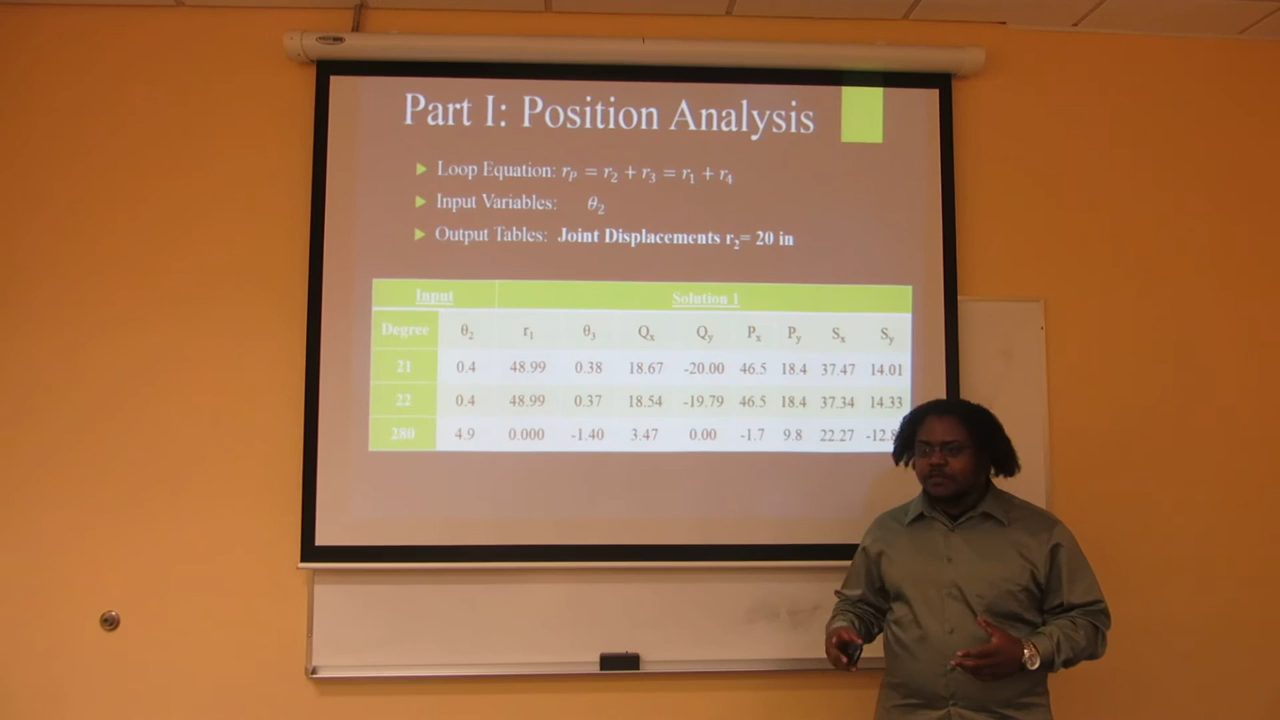 Part I: Position Analysis
Loop Equation: r_P = r_2 + r_3 = r_1 + r_4
Input Variables: θ_2
Output Tables: Joint Displacements r_2= 20 in
Input Solution 1
Degree θ_2 r_1 θ_3 Q_x Q_y P_x P_y S_x S_y
21 0.4 48.99 0.38 18.67 -20.00 46.5 18.4 37.47 14.01
22 0.4 48.99 0.37 18.54 -19.79 46.5 18.4 37.34 14.33
280 4.9 0.000 -1.40 3.47 0.00 -1.7 9.8 22.27